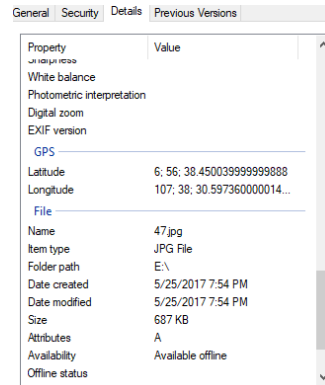 General Security Details Previous Versions
Property Value
Sharpness
White balance
Photometric interpretation
Digital zoom
EXIF version
GPS
Latitude 6; 56; 38.450039999999888
Longitude 107; 38; 30.597360000014...
File
Name 47.jpg
Item type JPG File
Folder path E:\
Date created 5/25/2017 7:54 PM
Date modified 5/25/2017 7:54 PM
Size 687 KB
Attributes A
Availability Available offline
Offline status